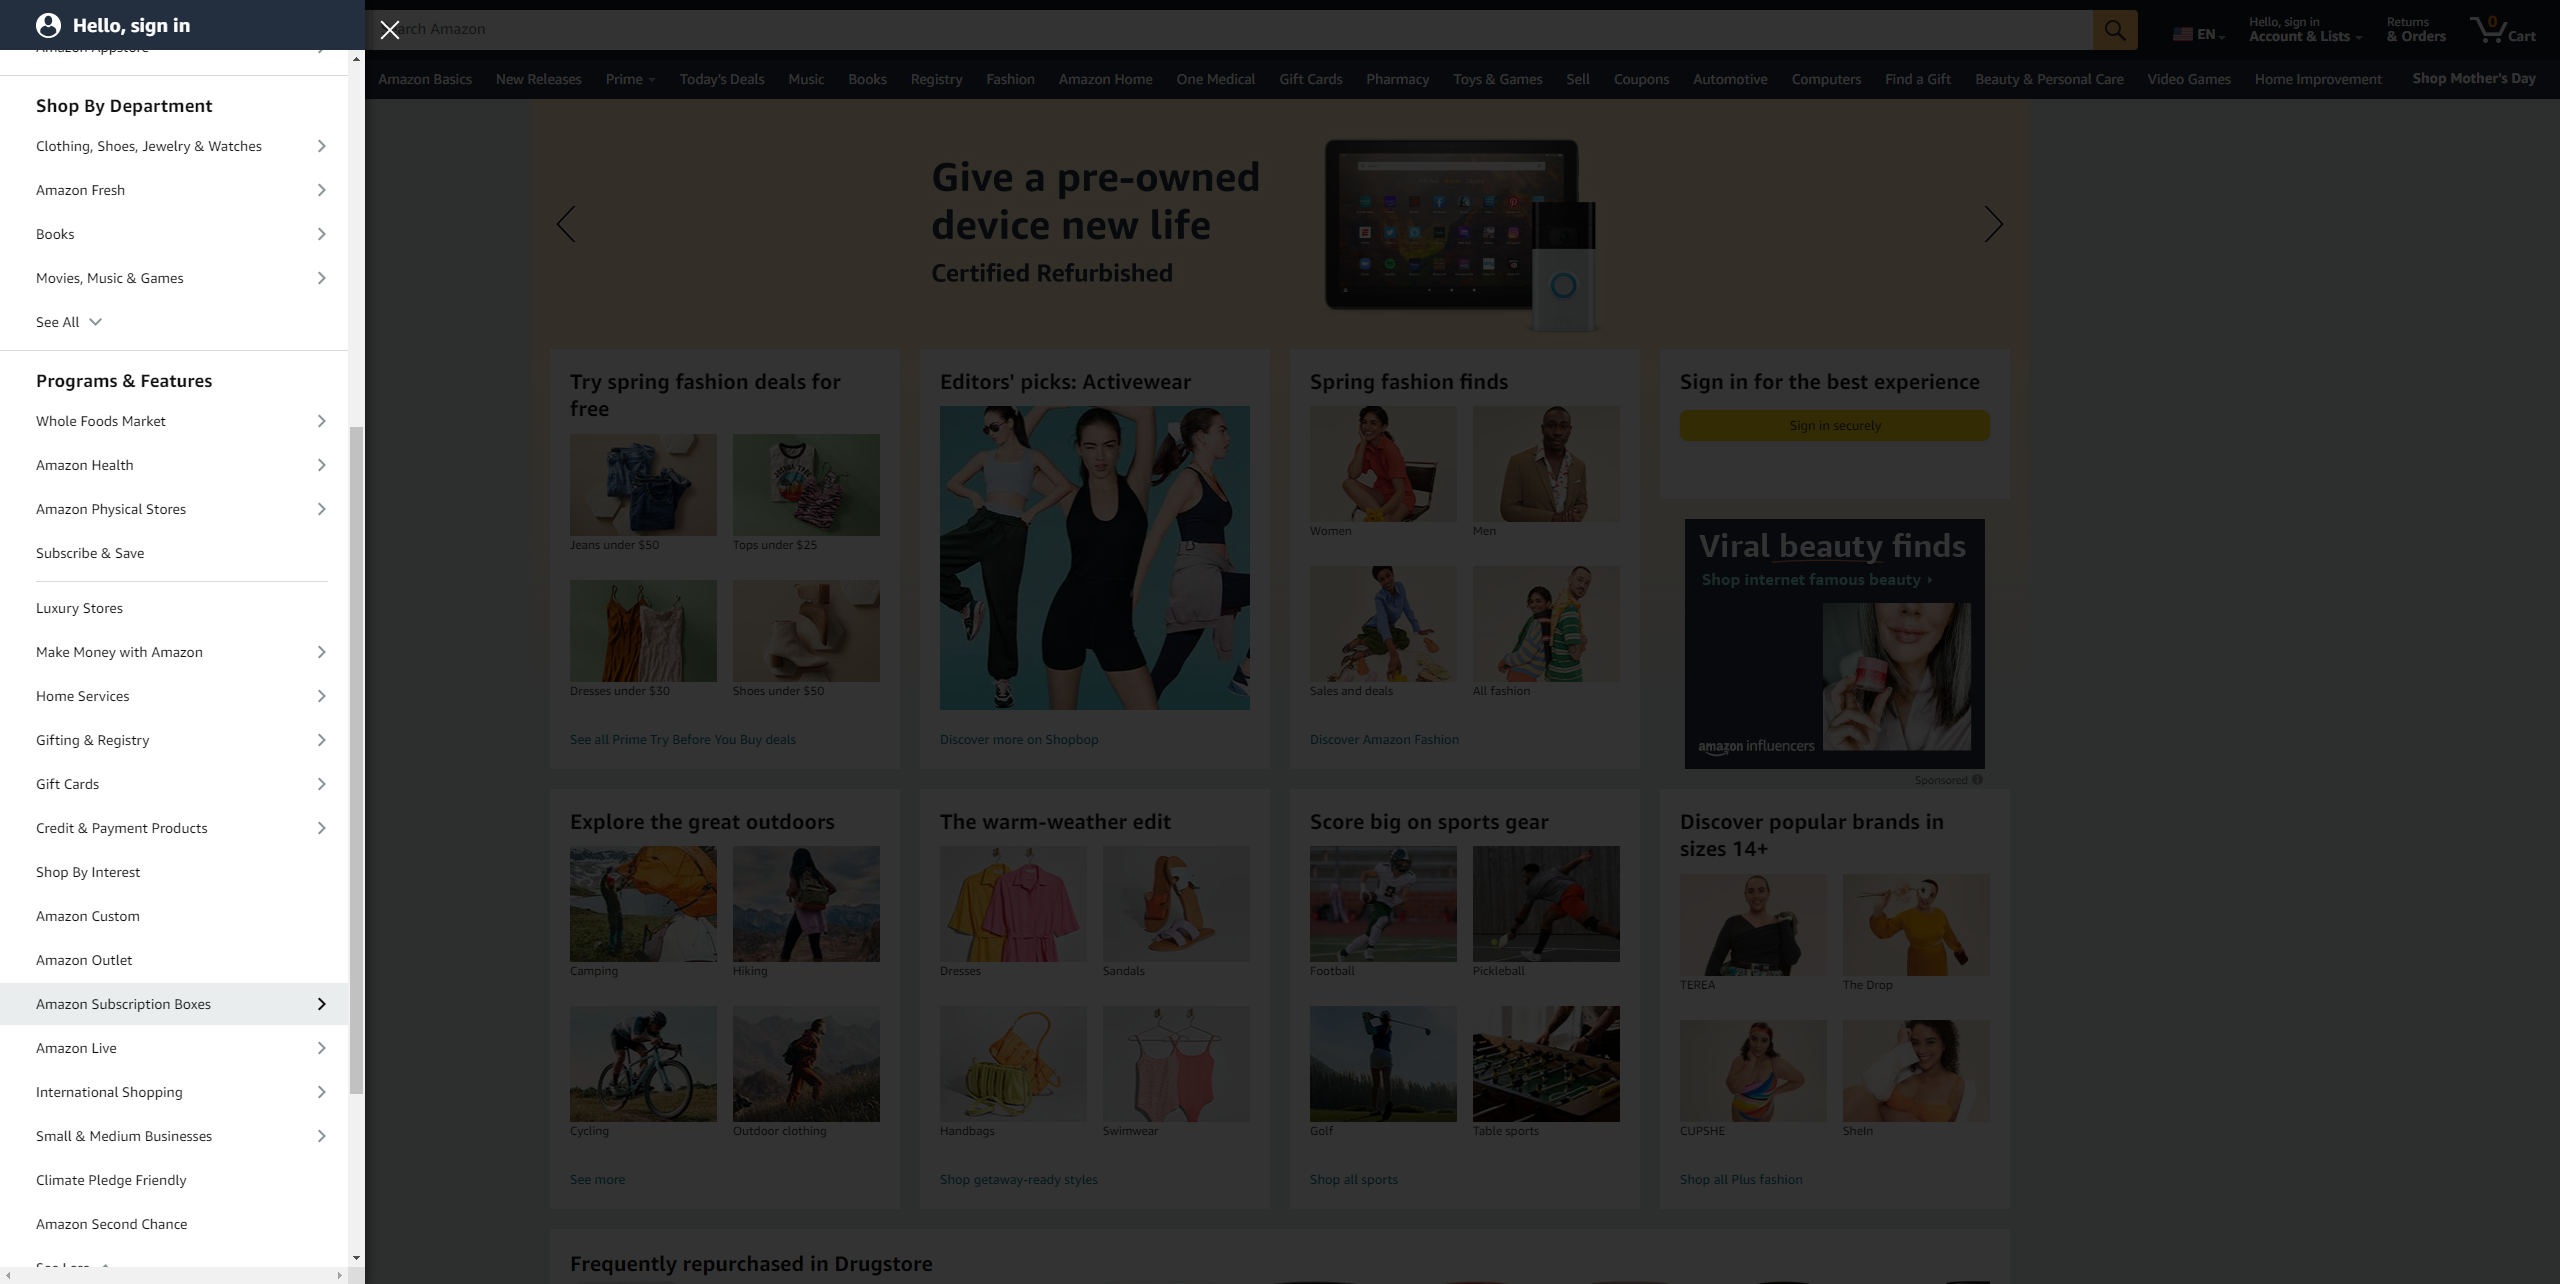 Hello, sign in
Amazon Appstore
Shop By Department
Clothing, Shoes, Jewelry & Watches
Amazon Fresh
Books
Movies, Music & Games
See All
Programs & Features
Whole Foods Market
Amazon Health
Amazon Physical Stores
Subscribe & Save
Luxury Stores
Make Money with Amazon
Home Services
Gifting & Registry
Gift Cards
Credit & Payment Products
Shop By Interest
Amazon Custom
Amazon Outlet
Amazon Subscription Boxes
Amazon Live
International Shopping
Small & Medium Businesses
Climate Pledge Friendly
Amazon Second Chance
See Less
arch Amazon
EN
Hello, sign in
Account & Lists
Returns
& Orders
0
Cart
Amazon Basics New Releases Prime Today's Deals Music Books Registry Fashion Amazon Home One Medical Gift Cards Pharmacy Toys & Games Sell Coupons Automotive Computers Find a Gift Beauty & Personal Care Video Games Home Improvement Shop Mother's Day
Give a pre-owned
device new life
Certified Refurbished
Try spring fashion deals for
free
Jeans under $50
Tops under $25
Dresses under $30
Shoes under $50
See all Prime Try Before You Buy deals
Editors' picks: Activewear
Discover more on Shopbop
Spring fashion finds
Women
Men
Sales and deals
All fashion
Discover Amazon Fashion
Sign in for the best experience
Sign in securely
Viral beauty finds
Shop internet famous beauty ›
amazon influencers
Sponsored
Explore the great outdoors
Camping
Hiking
Cycling
Outdoor clothing
See more
The warm-weather edit
Dresses
Sandals
Handbags
Swimwear
Shop getaway-ready styles
Score big on sports gear
Football
Pickleball
Golf
Table sports
Shop all sports
Discover popular brands in
sizes 14+
TEREA
The Drop
CUPSHE
SheIn
Shop all Plus fashion
Frequently repurchased in Drugstore